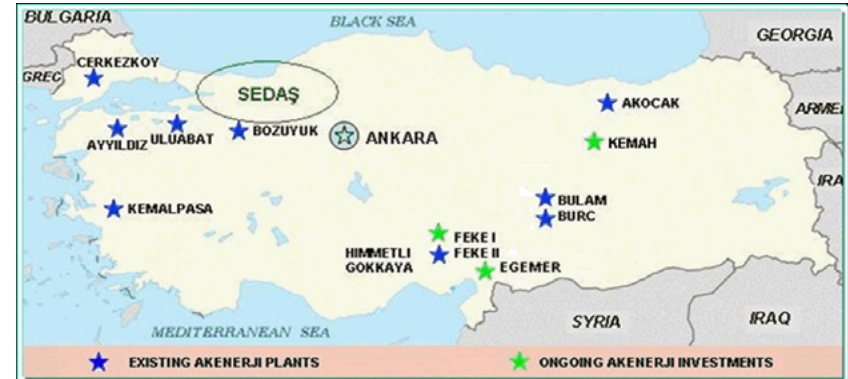 BULGARIA
BLACK SEA
GEORGIA
CERKEZKOY
GREC
SEDAŞ
AKOCAK
ARME
AYYILDIZ
ULUABAT
BOZUYUK
ANKARA
KEMAH
IRA
KEMALPASA
BULAM
BURC
FEKE I
HIMMETLI
FEKE II
GOKKAYA
EGEMER
MEDITERRANEAN SEA
SYRIA
IRAQ
EXISTING AKENERJI PLANTS
ONGOING AKENERJI INVESTMENTS